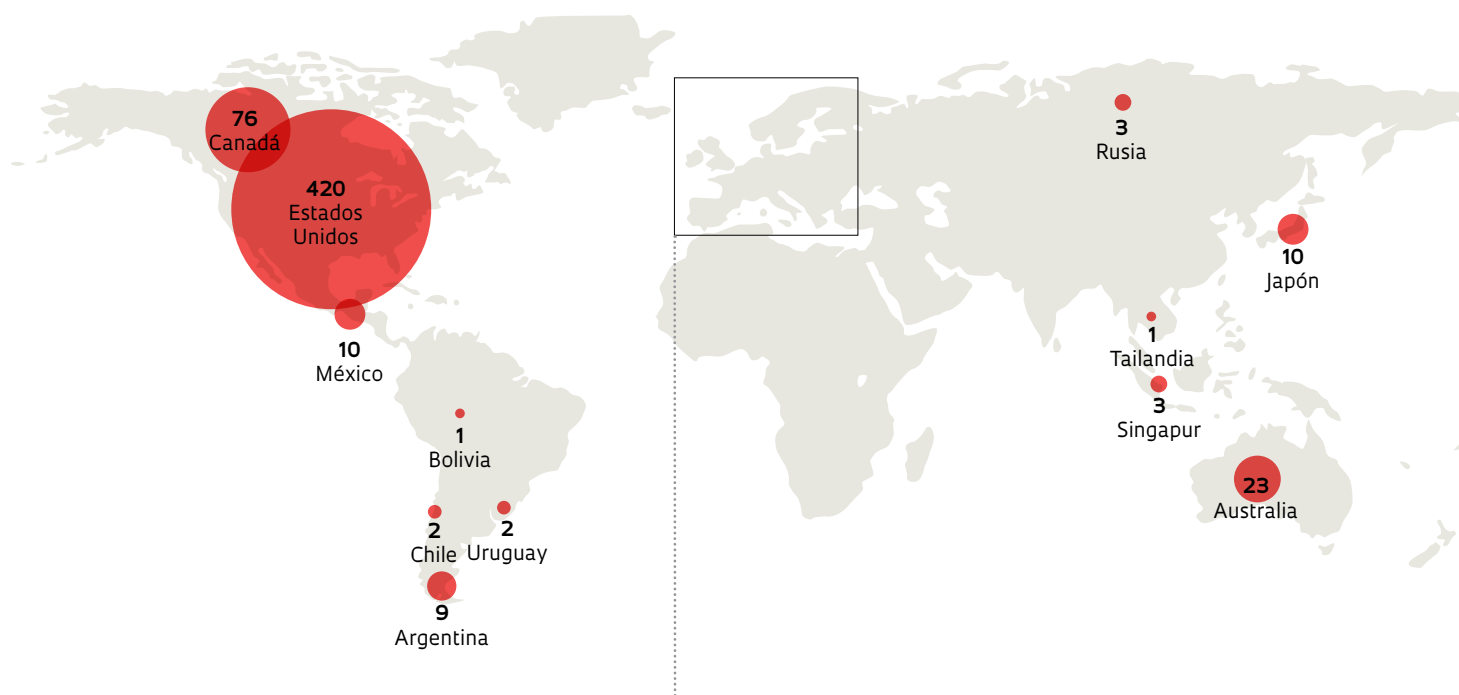 76
Canadá
420
Estados
Unidos
10
México
1
Bolivia
2
Chile
2
Uruguay
9
Argentina
3
Rusia
10
Japón
1
Tailandia
3
Singapur
23
Australia